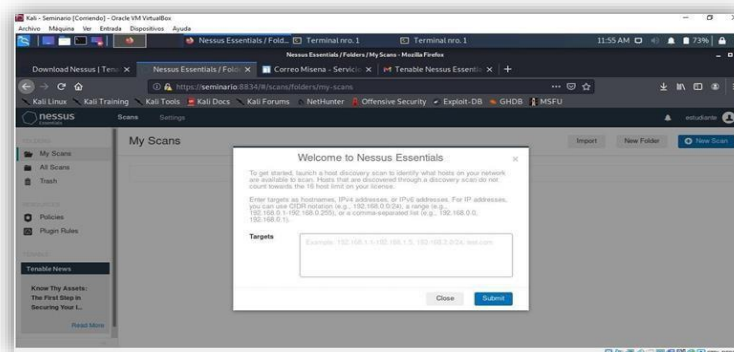 Kali - Seminario [Corriendo] - Oracle VM VirtualBox
Archivo Máquina Ver Entrada Dispositivos Ayuda
Nessus Essentials / Fold... Terminal nro. 1 Terminal nro. 1 11:55 AM 73%
Nessus Essentials / Folders / My Scans - Mozilla Firefox
Download Nessus | Tena Nessus Essentials / Folde Correo Misena - Servicio Tenable Nessus Essentia
https://seminario:8834/#/scans/folders/my-scans
Kali Linux Kali Training Kali Tools Kali Docs Kali Forums NetHunter Offensive Security Exploit-DB GHDB MSFU
nessus Essentials Scans Settings estudiante
FOLDERS
My Scans
All Scans
Trash
RESOURCES
Policies
Plugin Rules
Tenable News
Know Thy Assets:
The First Step in
Securing Your I...
Read More
My Scans
Import New Folder New Scan
Welcome to Nessus Essentials
To get started, launch a host discovery scan to identify what hosts on your network
are available to scan. Hosts that are discovered through a discovery scan do not
count towards the 16 host limit on your license.
Enter targets as hostnames, IPv4 addresses, or IPv6 addresses. For IP addresses,
you can use CIDR notation (e.g., 192.168.0.0/24), a range (e.g.,
192.168.0.1-192.168.0.255), or a comma-separated list (e.g., 192.168.0.0,
192.168.0.1).
Targets
Example: 192.168.1.1-192.168.1.5, 192.168.2.0/24, test.com
Close Submit